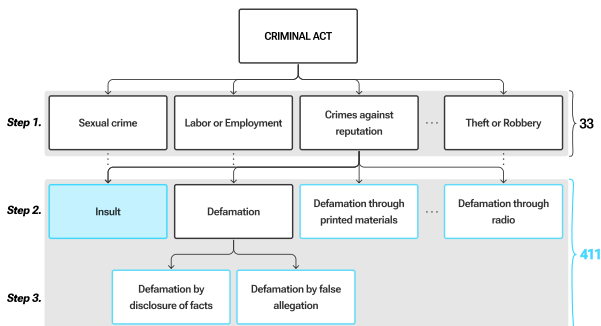 CRIMINAL ACT
Step 1.
Sexual crime
Labor or Employment
Crimes against
reputation
...
Theft or Robbery
33
Step 2.
Insult
Defamation
Defamation through
printed materials
...
Defamation through
radio
411
Step 3.
Defamation by
disclosure of facts
Defamation by false
allegation